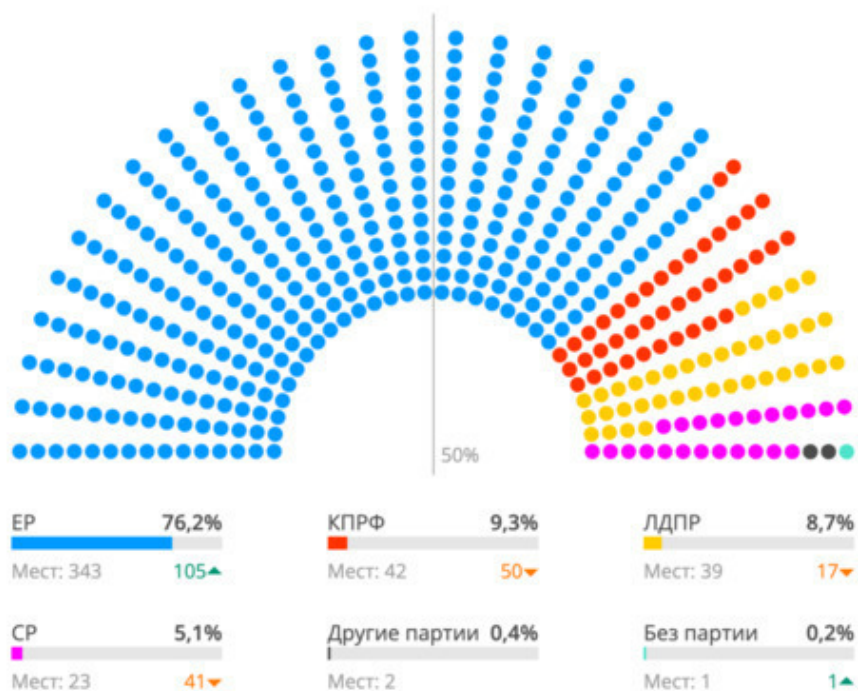 50%
ЕР 76,2%
Мест: 343 105
КПРФ 9,3%
Мест: 42 50
ЛДПР 8,7%
Мест: 39 17
СР 5,1%
Мест: 23 41
Другие партии 0,4%
Мест: 2
Без партии 0,2%
Мест: 1 1